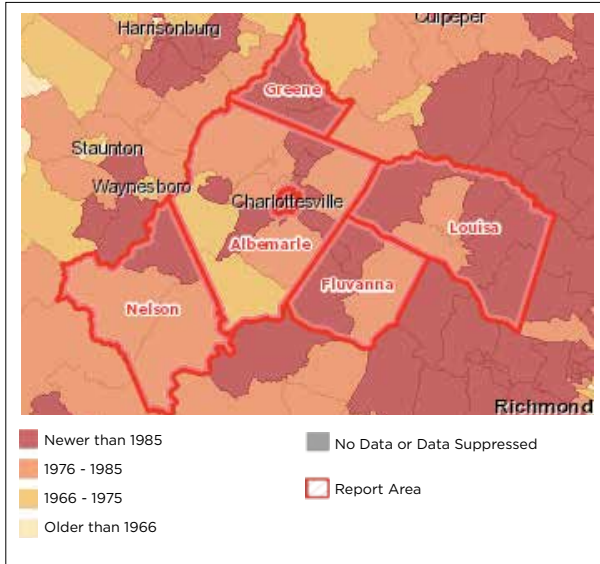 Harrisonburg
Culpeper
Greene
Staunton
Waynesboro
Charlottesville
Louisa
Albemarle
Fluvanna
Nelson
Richmond
Newer than 1985
1976 - 1985
1966 - 1975
Older than 1966
No Data or Data Suppressed
Report Area